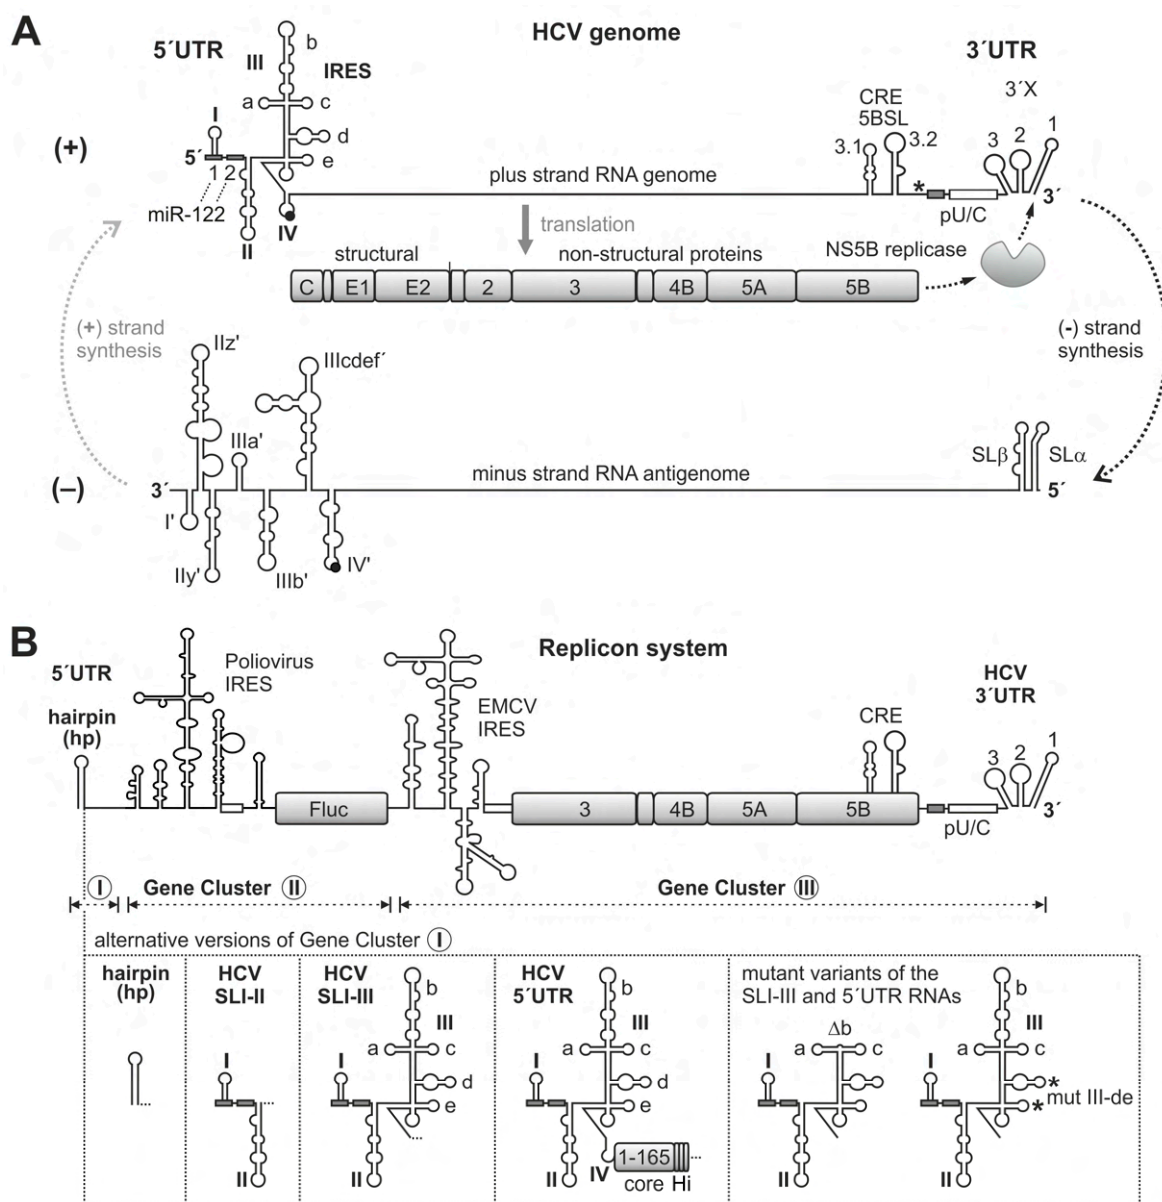 A
HCV genome
5´UTR
III
b
IRES
a
c
d
e
I
(+)
5´
1 2
miR-122
II
IV
plus strand RNA genome
CRE
5BSL
3.1
3.2
*
pU/C
3´UTR
3´X
3
2
1
3´
translation
structural
non-structural proteins
NS5B replicase
C
E1
E2
2
3
4B
5A
5B
(+) strand
synthesis
(-) strand
synthesis
IIz'
IIIcdef´
IIIa'
(–)
3´
minus strand RNA antigenome
SLβ
SLα
5´
I'
IIy'
IIIb'
IV'
B
Replicon system
5´UTR
hairpin
(hp)
Poliovirus
IRES
EMCV
IRES
CRE
HCV
3´UTR
3
2
1
Fluc
3
4B
5A
5B
pU/C
3´
I
Gene Cluster II
Gene Cluster III
alternative versions of Gene Cluster I
hairpin
(hp)
HCV
SLI-II
I
II
HCV
SLI-III
b
III
a
c
I
d
e
II
HCV
5´UTR
b
III
a
c
I
d
e
II
IV
1-165
core Hi
mutant variants of the
SLI-III and 5´UTR RNAs
Δb
a
c
I
II
b
III
a
c
I
*
mut III-de
*
II